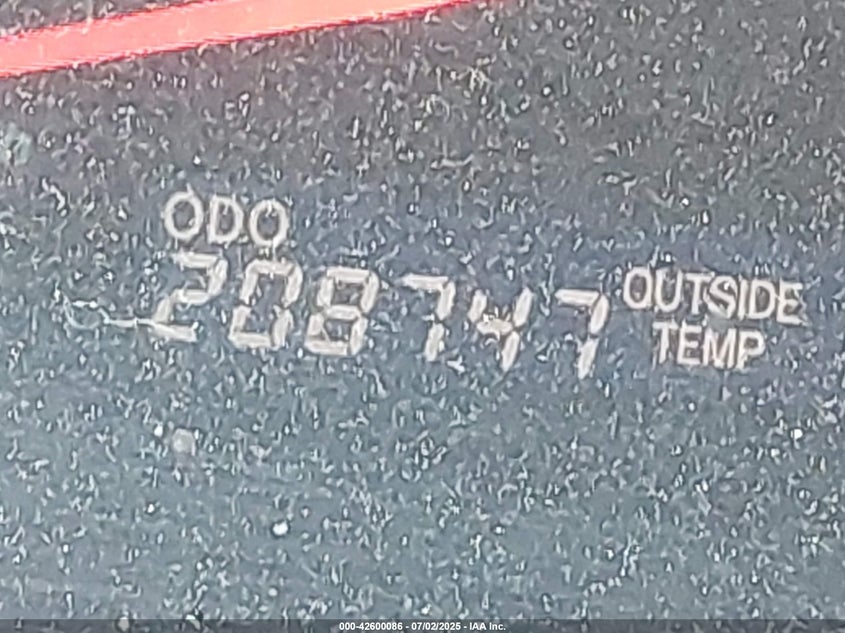 ODO
208747
OUTSIDE
TEMP
000-42600086 - 07/02/2025 - IAA Inc.